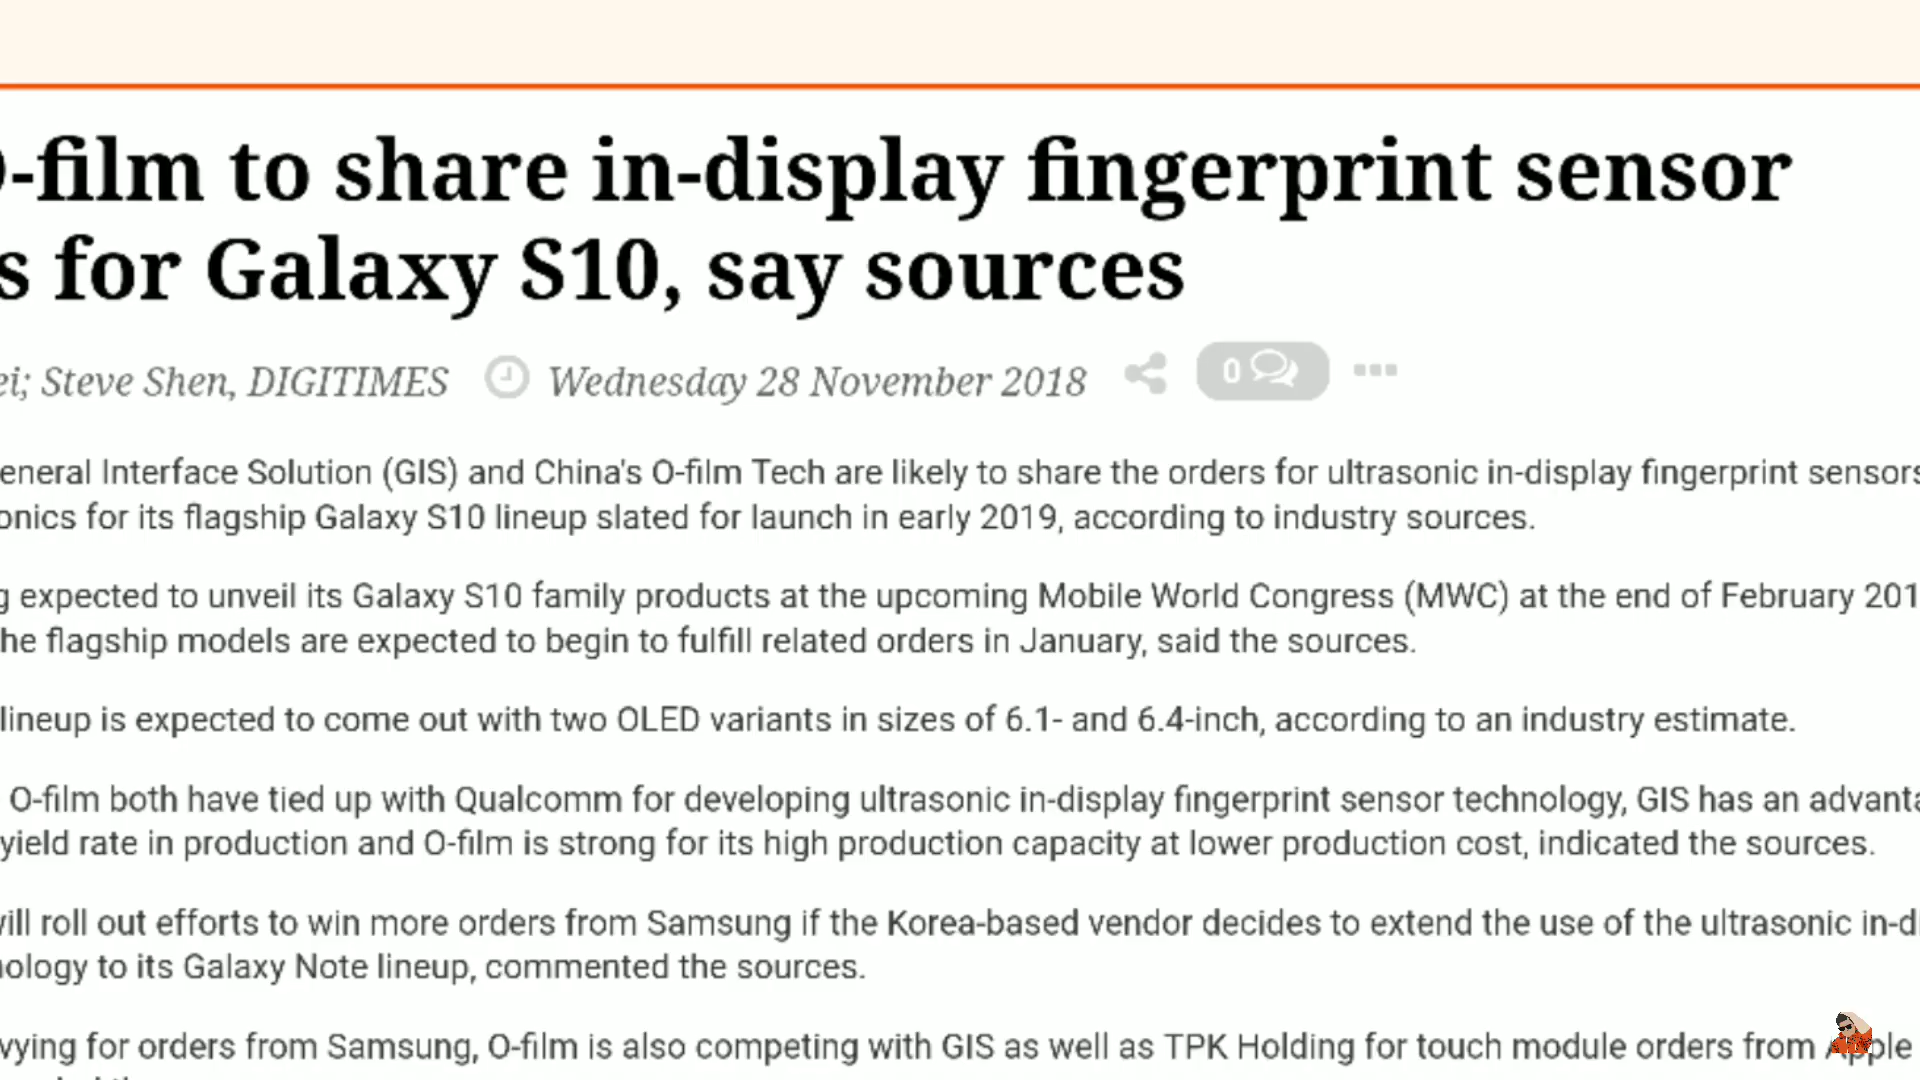 -film to share in-display fingerprint sensor
s for Galaxy S10, say sources
ei; Steve Shen, DIGITIMES Wednesday 28 November 2018 0
eneral Interface Solution (GIS) and China's O-film Tech are likely to share the orders for ultrasonic in-display fingerprint sensors
onics for its flagship Galaxy S10 lineup slated for launch in early 2019, according to industry sources.
g expected to unveil its Galaxy S10 family products at the upcoming Mobile World Congress (MWC) at the end of February 201
he flagship models are expected to begin to fulfill related orders in January, said the sources.
lineup is expected to come out with two OLED variants in sizes of 6.1- and 6.4-inch, according to an industry estimate.
O-film both have tied up with Qualcomm for developing ultrasonic in-display fingerprint sensor technology, GIS has an advanta
yield rate in production and O-film is strong for its high production capacity at lower production cost, indicated the sources.
will roll out efforts to win more orders from Samsung if the Korea-based vendor decides to extend the use of the ultrasonic in-di
nology to its Galaxy Note lineup, commented the sources.
vying for orders from Samsung, O-film is also competing with GIS as well as TPK Holding for touch module orders from Apple